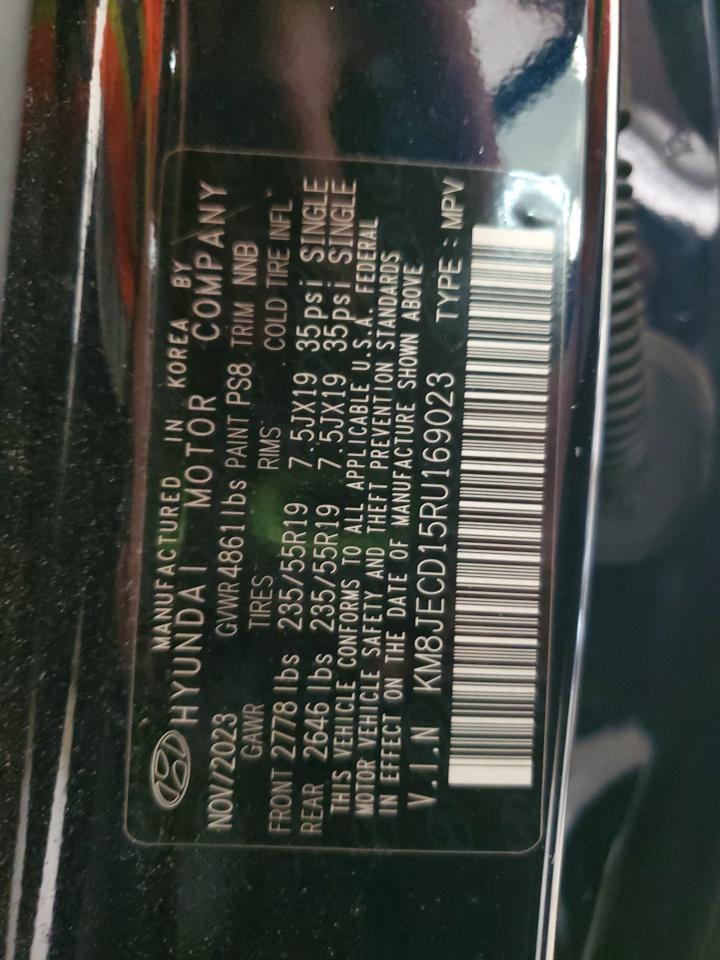 MANUFACTURED IN KOREA BY
HYUNDAI MOTOR COMPANY
NOV/2023 GVWR 4861lbs PAINT PS8 TRIM NNB
GAWR TIRES RIMS COLD TIRE INFL
FRONT 2778 lbs 235/55R19 7.5JX19 35psi SINGLE
REAR 2646 lbs 235/55R19 7.5JX19 35psi SINGLE
THIS VEHICLE CONFORMS TO ALL APPLICABLE U.S.A. FEDERAL
MOTOR VEHICLE SAFETY AND THEFT PREVENTION STANDARDS
IN EFFECT ON THE DATE OF MANUFACTURE SHOWN ABOVE
V.I.N KM8JECD15RU169023 TYPE : MPV